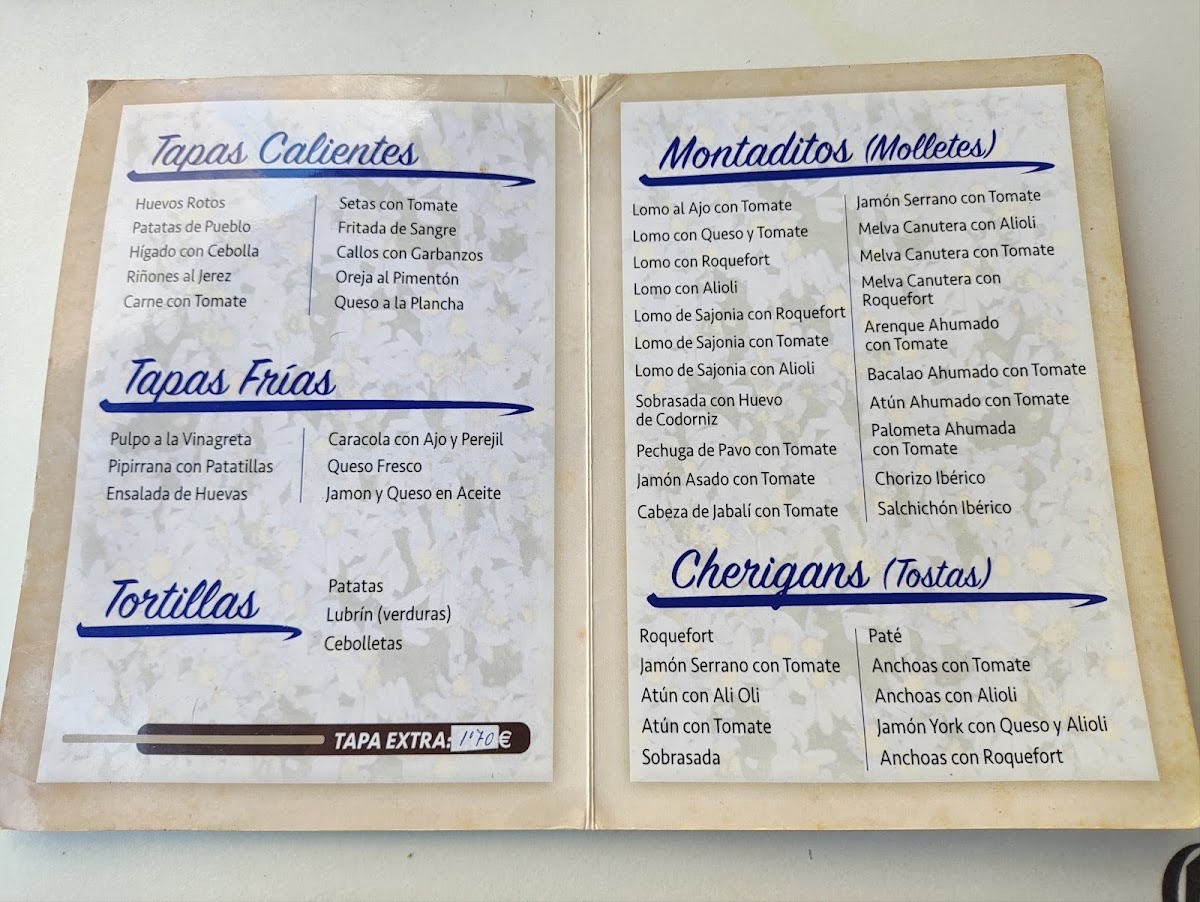 Tapas Calientes
Huevos Rotos
Patatas de Pueblo
Hígado con Cebolla
Riñones al Jerez
Carne con Tomate
Setas con Tomate
Fritada de Sangre
Callos con Garbanzos
Oreja al Pimentón
Queso a la Plancha
Tapas Frías
Pulpo a la Vinagreta
Pipirrana con Patatillas
Ensalada de Huevas
Caracola con Ajo y Perejil
Queso Fresco
Jamon y Queso en Aceite
Tortillas
Patatas
Lubrín (verduras)
Cebolletas
TAPA EXTRA: 1'70 €
Montaditos (Molletes)
Lomo al Ajo con Tomate
Lomo con Queso y Tomate
Lomo con Roquefort
Lomo con Alioli
Lomo de Sajonia con Roquefort
Lomo de Sajonia con Tomate
Lomo de Sajonia con Alioli
Sobrasada con Huevo
de Codorniz
Pechuga de Pavo con Tomate
Jamón Asado con Tomate
Cabeza de Jabalí con Tomate
Jamón Serrano con Tomate
Melva Canutera con Alioli
Melva Canutera con Tomate
Melva Canutera con
Roquefort
Arenque Ahumado
con Tomate
Bacalao Ahumado con Tomate
Atún Ahumado con Tomate
Palometa Ahumada
con Tomate
Chorizo Ibérico
Salchichón Ibérico
Cherigans (Tostas)
Roquefort
Jamón Serrano con Tomate
Atún con Ali Oli
Atún con Tomate
Sobrasada
Paté
Anchoas con Tomate
Anchoas con Alioli
Jamón York con Queso y Alioli
Anchoas con Roquefort